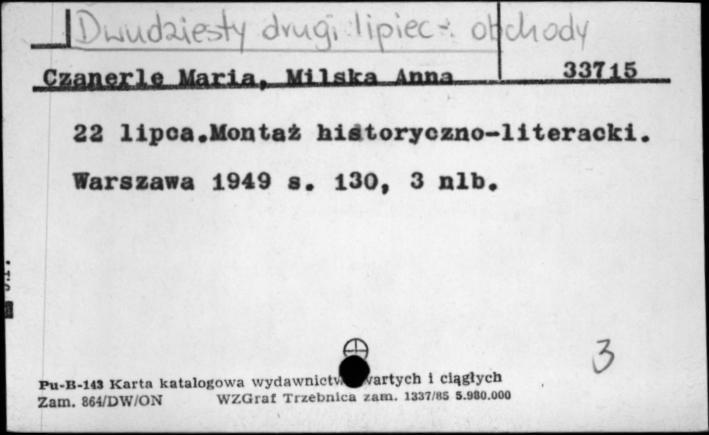 Dwudziesty drugi lipiec - obchody
Czanerle Maria, Milska Anna 33715
22 lipca.Montaż historyczno-literacki.
Warszawa 1949 s. 130, 3 nlb.
3
Pu-B-143 Karta katalogowa wydawnictw zwartych i ciągłych
Zam. 864/DW/ON WZGraf Trzebnica zam. 1337/85 5.980.000